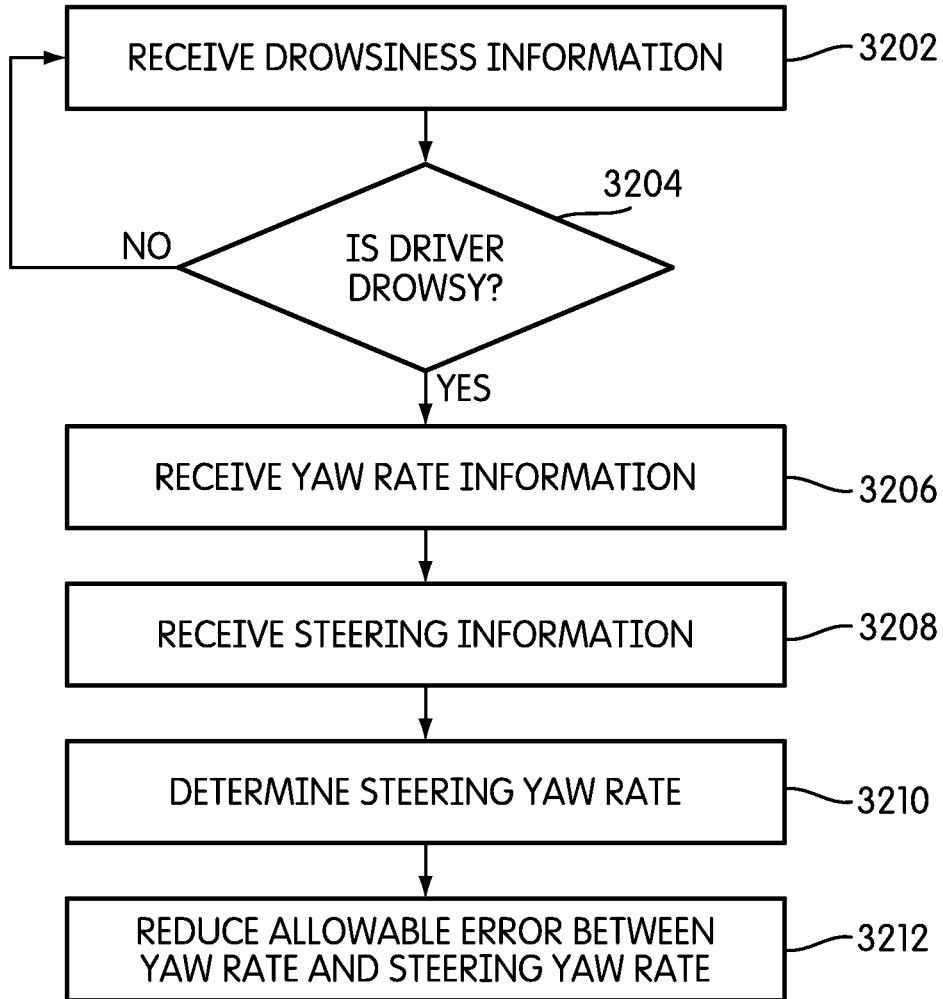 RECEIVE DROWSINESS INFORMATION
3202
3204
IS DRIVER
DROWSY?
NO
YES
RECEIVE YAW RATE INFORMATION
3206
RECEIVE STEERING INFORMATION
3208
DETERMINE STEERING YAW RATE
3210
REDUCE ALLOWABLE ERROR BETWEEN
YAW RATE AND STEERING YAW RATE
3212